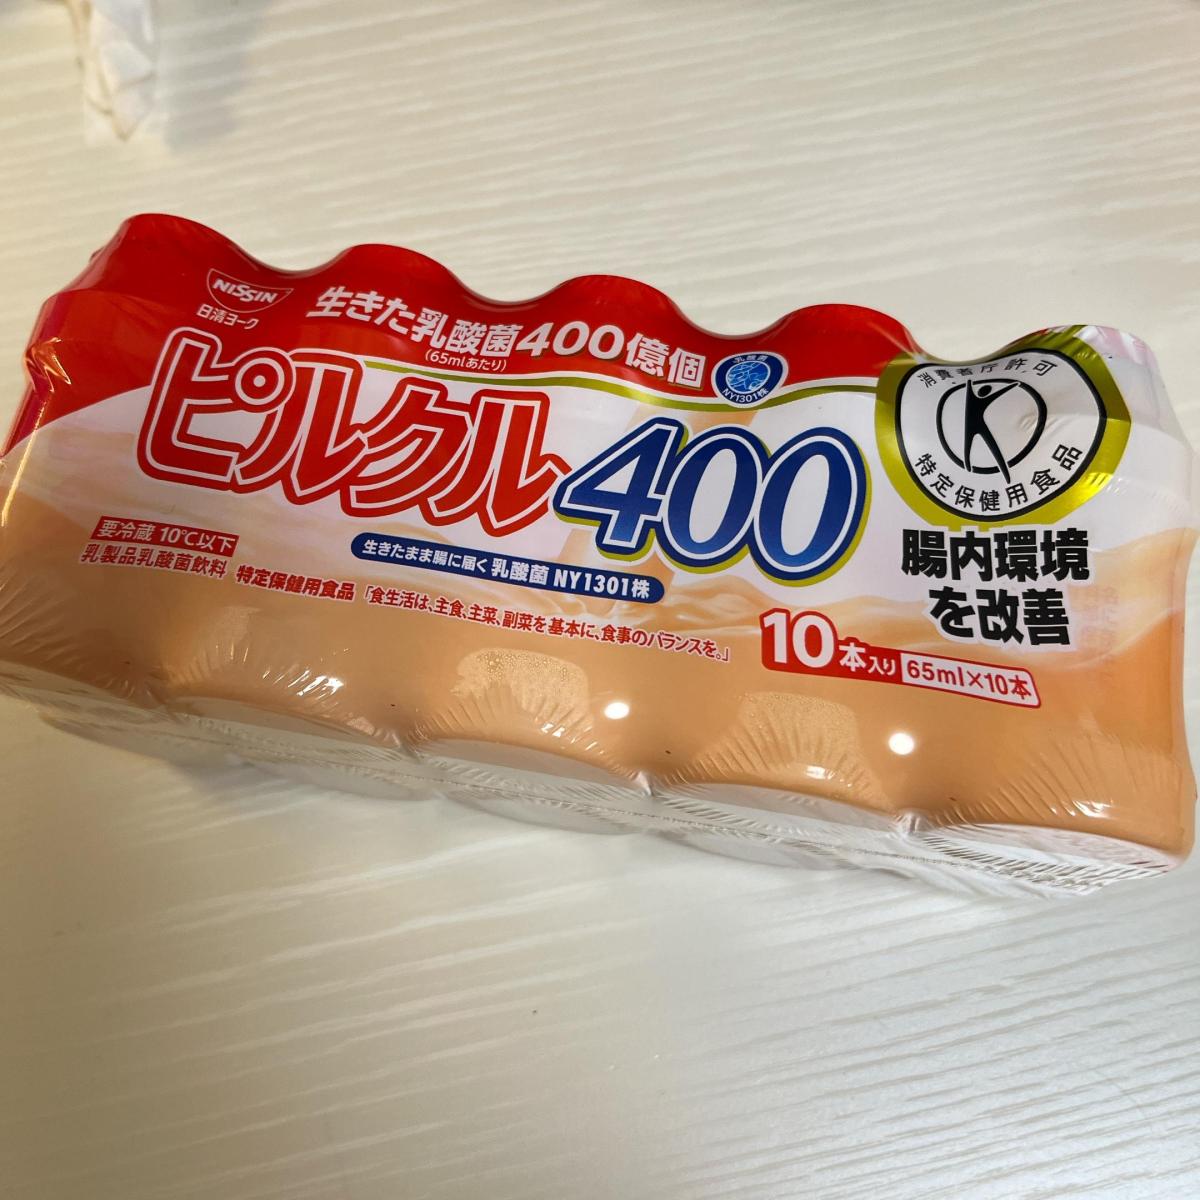 NISSIN
日清ヨーク
生きた乳酸菌400億個
(65mlあたり)
乳酸菌
NY1301株
ピルクル400
消費者庁許可
特定保健用食品
腸内環境
を改善
要冷蔵 10℃以下
乳製品乳酸菌飲料 特定保健用食品 「食生活は、主食、主菜、副菜を基本に、食事のバランスを。」
生きたまま腸に届く 乳酸菌 NY1301株
10本入り 65ml×10本